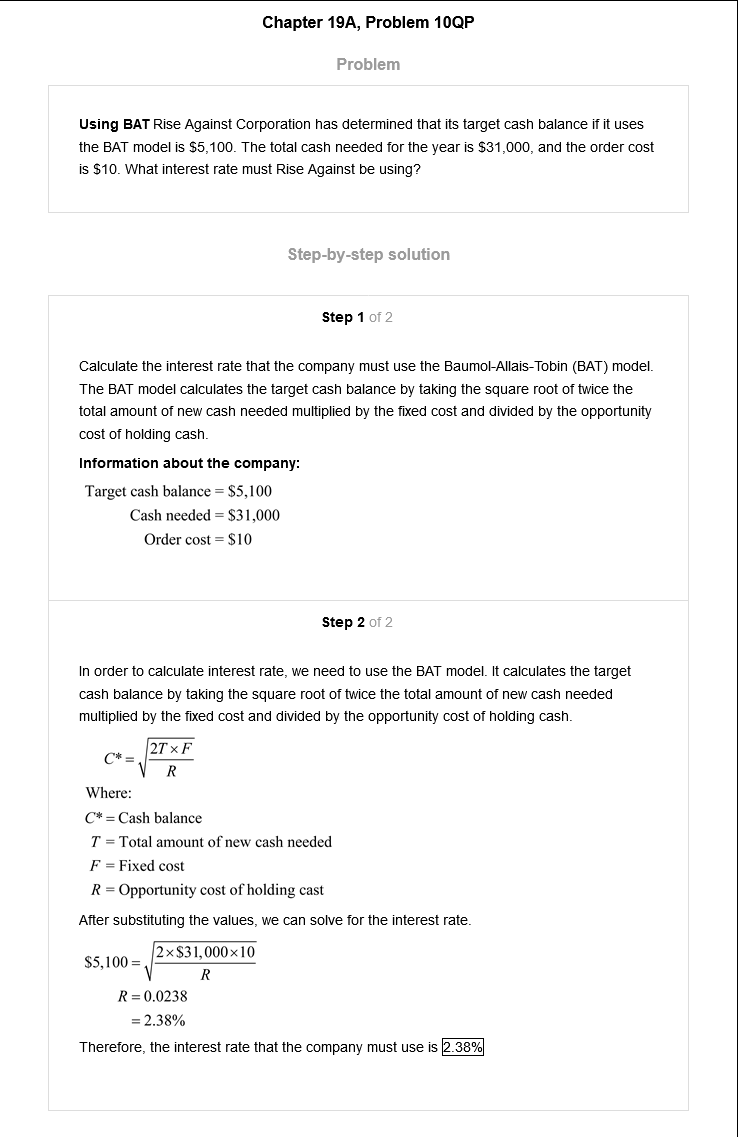 Chapter 19A, Problem 10QP
Problem
Using BAT Rise Against Corporation has determined that its target cash balance if it uses
the BAT model is $5,100. The total cash needed for the year is $31,000, and the order cost
is $10. What interest rate must Rise Against be using?
Step-by-step solution
Step 1 of 2
Calculate the interest rate that the company must use the Baumol-Allais-Tobin (BAT) model.
The BAT model calculates the target cash balance by taking the square root of twice the
total amount of new cash needed multiplied by the fixed cost and divided by the opportunity
cost of holding cash.
Information about the company:
Target cash balance = $5,100
Cash needed = $31,000
Order cost = $10
Step 2 of 2
In order to calculate interest rate, we need to use the BAT model. It calculates the target
cash balance by taking the square root of twice the total amount of new cash needed
multiplied by the fixed cost and divided by the opportunity cost of holding cash.
C* = √(2T × F / R)
Where:
C* = Cash balance
T = Total amount of new cash needed
F = Fixed cost
R = Opportunity cost of holding cast
After substituting the values, we can solve for the interest rate.
$5,100 = √(2×$31,000×10 / R)
R = 0.0238
= 2.38%
Therefore, the interest rate that the company must use is 2.38%